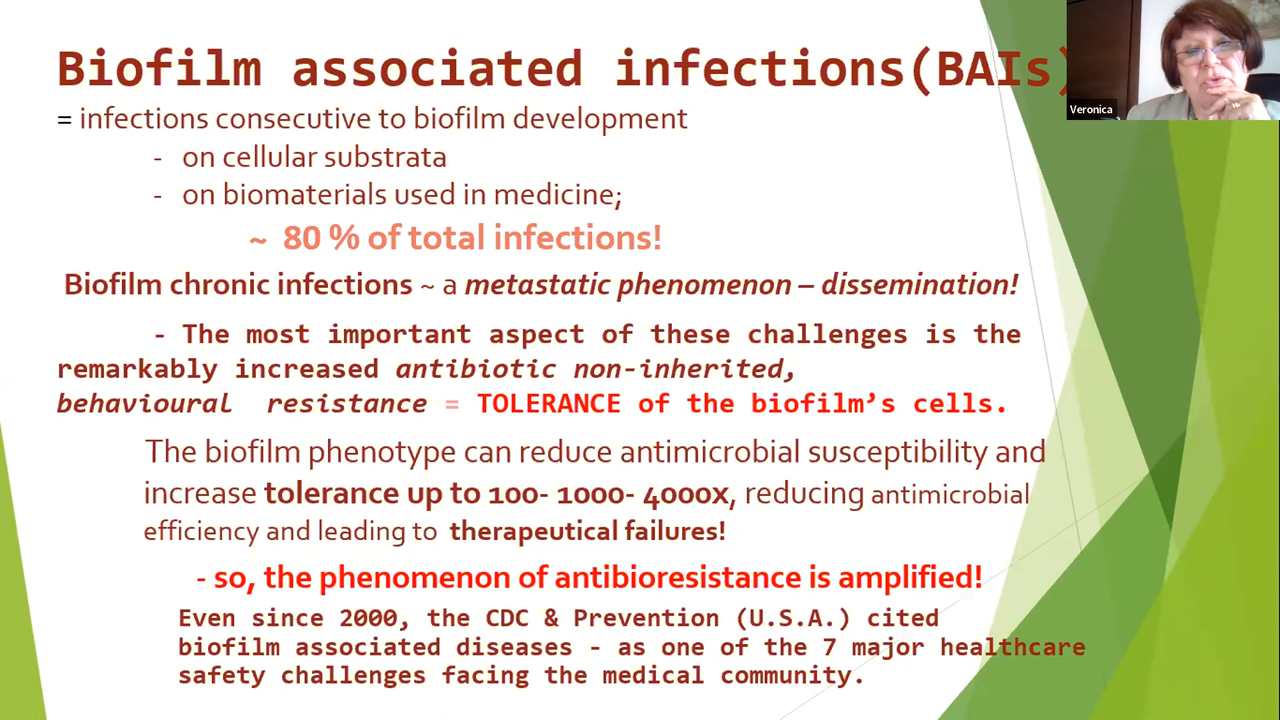 Biofilm associated infections(BAIs)
Veronica
= infections consecutive to biofilm development
- on cellular substrata
- on biomaterials used in medicine;
~ 80 % of total infections!
Biofilm chronic infections ~ a metastatic phenomenon – dissemination!
- The most important aspect of these challenges is the
remarkably increased antibiotic non-inherited,
behavioural resistance = TOLERANCE of the biofilm’s cells.
The biofilm phenotype can reduce antimicrobial susceptibility and
increase tolerance up to 100- 1000- 4000x, reducing antimicrobial
efficiency and leading to therapeutical failures!
- so, the phenomenon of antibioresistance is amplified!
Even since 2000, the CDC & Prevention (U.S.A.) cited
biofilm associated diseases - as one of the 7 major healthcare
safety challenges facing the medical community.